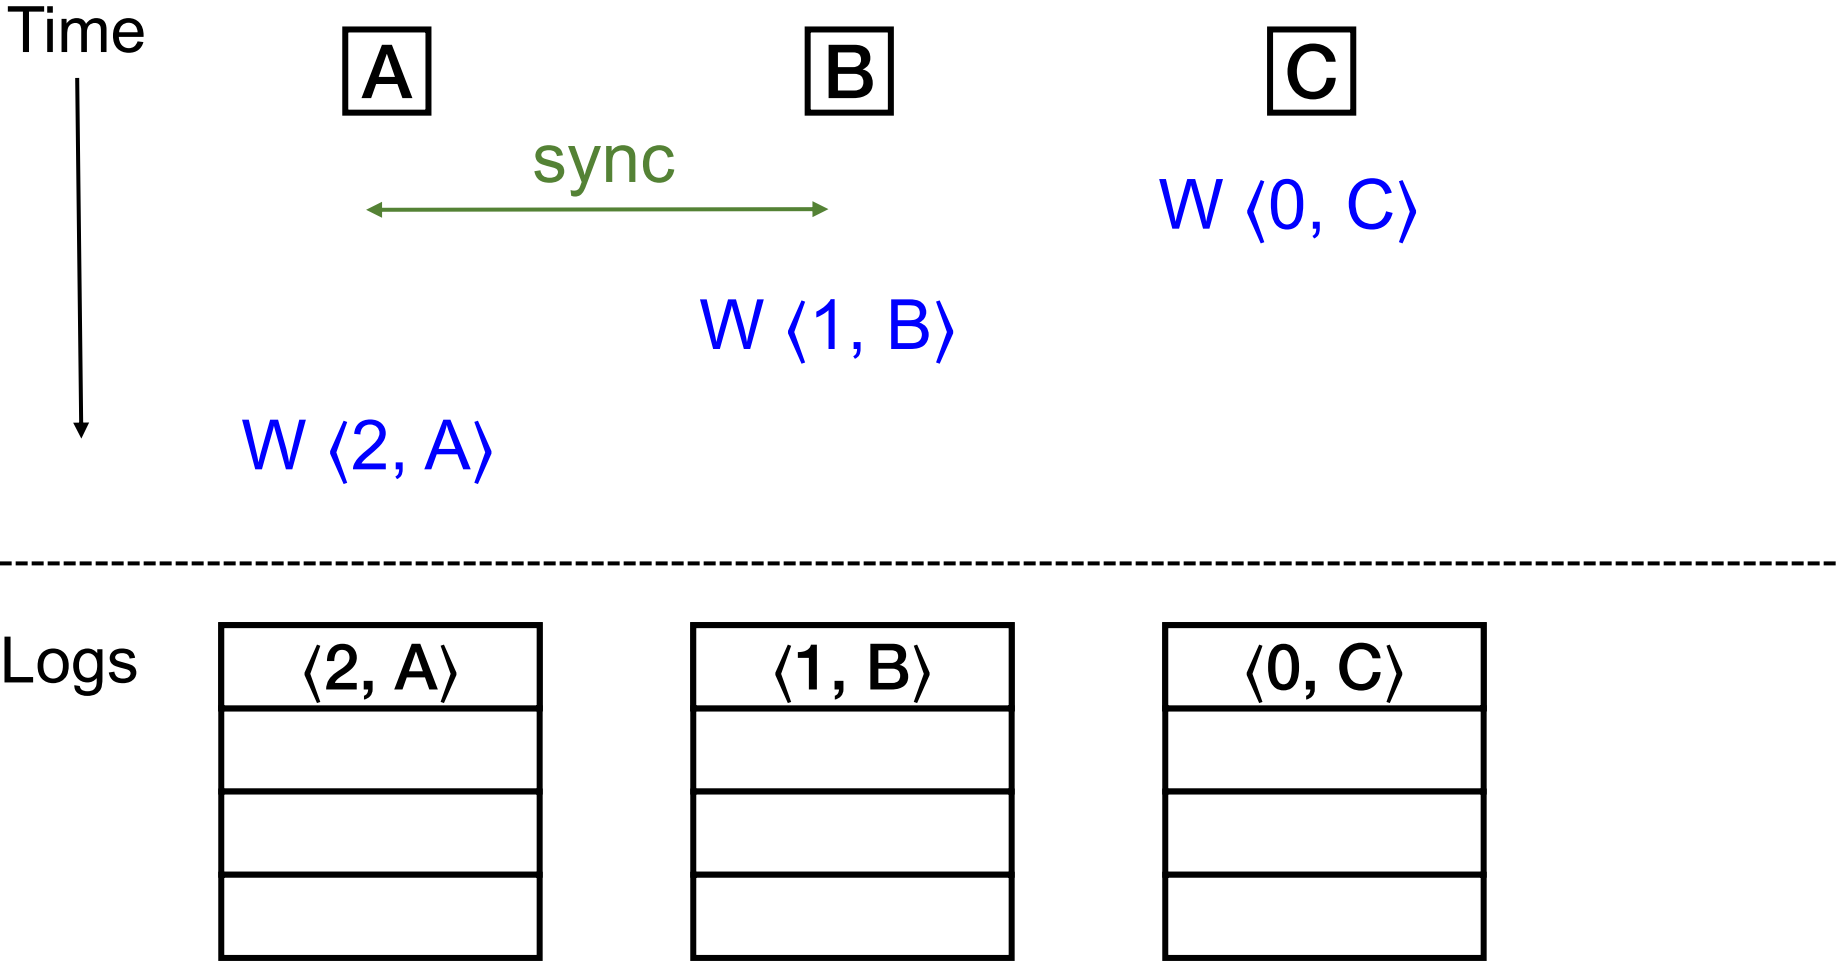 Time
A
B
C
sync
W ⟨0, C⟩
W ⟨1, B⟩
W ⟨2, A⟩
Logs
⟨2, A⟩
⟨1, B⟩
⟨0, C⟩